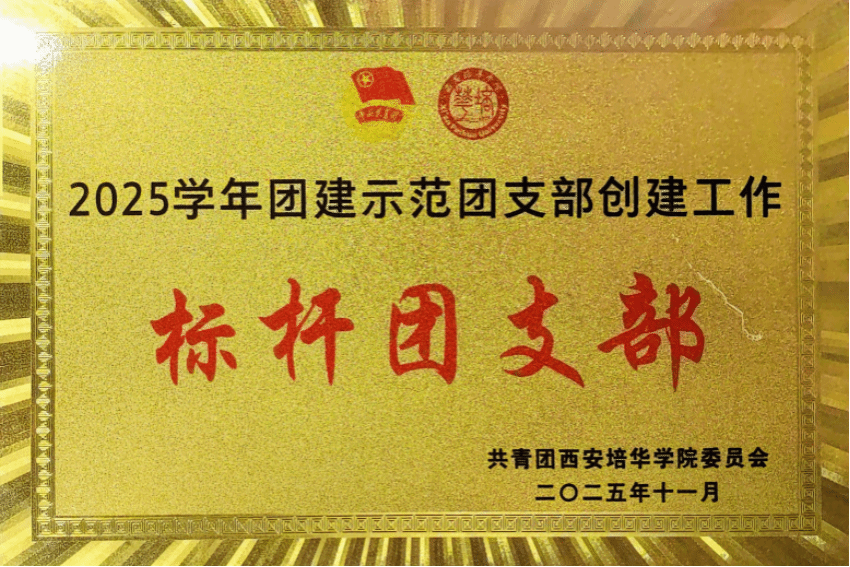 2025学年团建示范团支部创建工作
标杆团支部
共青团西安培华学院委员会
二〇二五年十一月